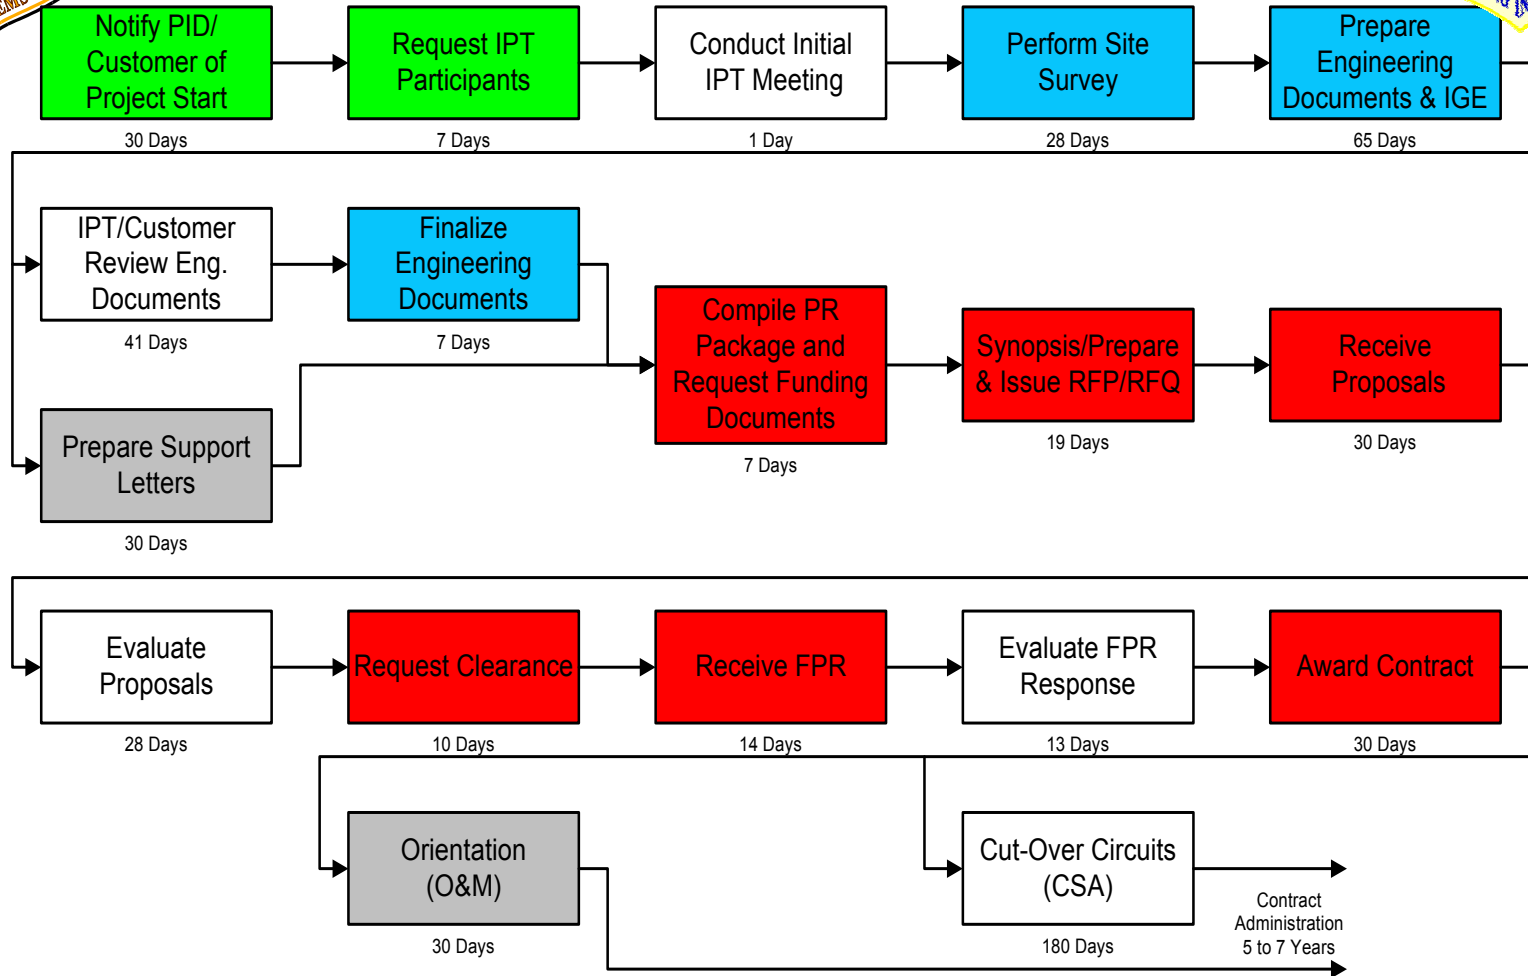 Notify PID/
Customer of
Project Start
30 Days
Request IPT
Participants
7 Days
Conduct Initial
IPT Meeting
1 Day
Perform Site
Survey
28 Days
Prepare
Engineering
Documents & IGE
65 Days
IPT/Customer
Review Eng.
Documents
41 Days
Finalize
Engineering
Documents
7 Days
Prepare Support
Letters
30 Days
Compile PR
Package and
Request Funding
Documents
7 Days
Synopsis/Prepare
& Issue RFP/RFQ
19 Days
Receive
Proposals
30 Days
Evaluate
Proposals
28 Days
Request Clearance
10 Days
Receive FPR
14 Days
Evaluate FPR
Response
13 Days
Award Contract
30 Days
Orientation
(O&M)
30 Days
Cut-Over Circuits
(CSA)
180 Days
Contract
Administration
5 to 7 Years